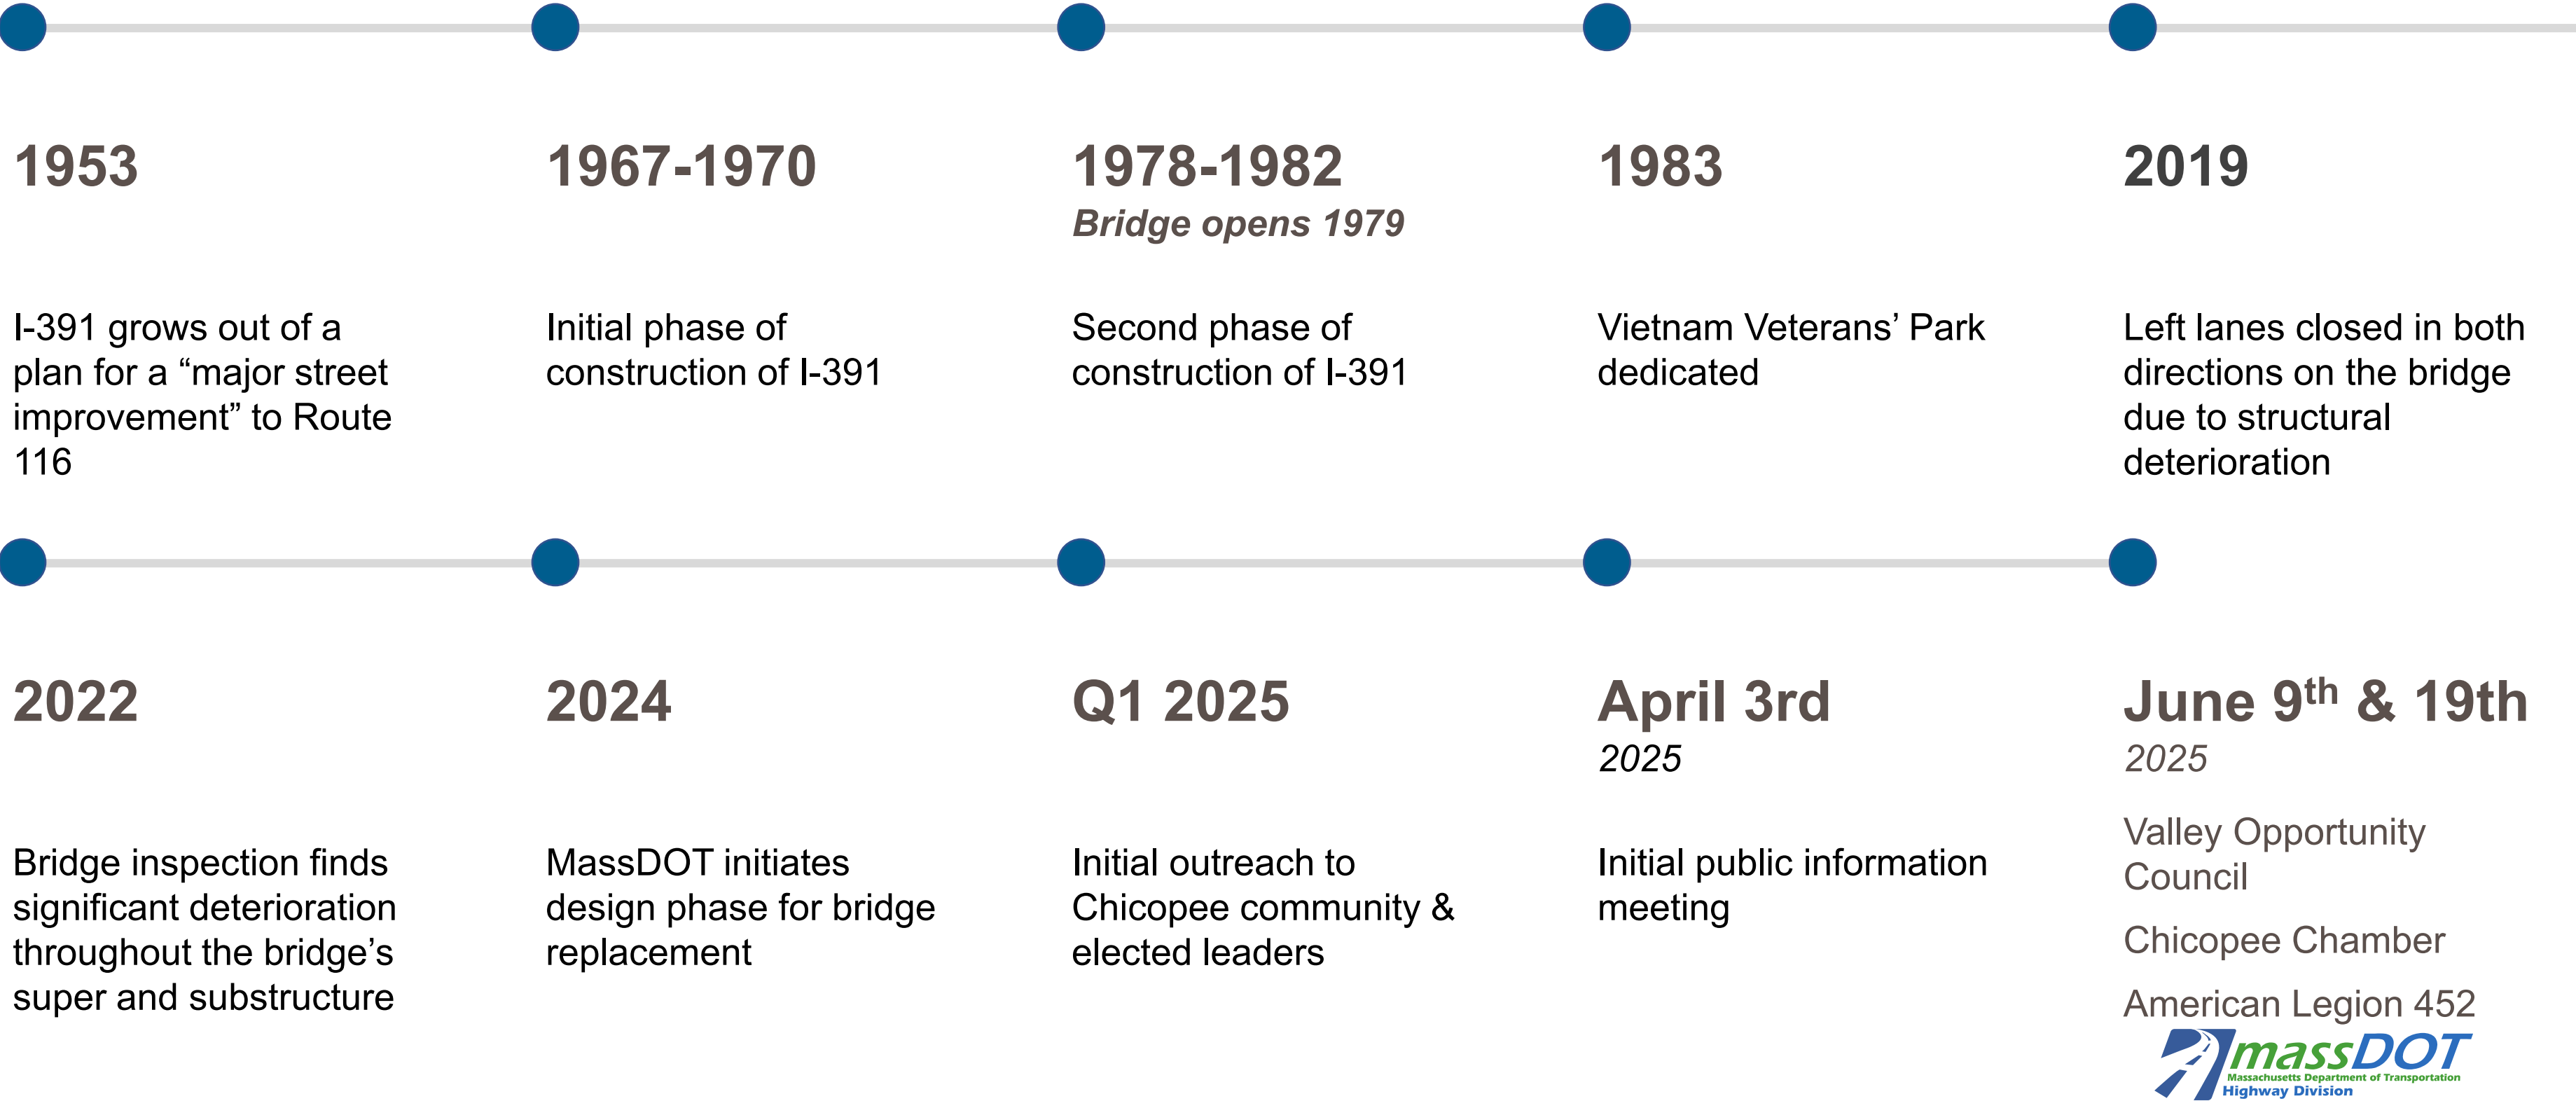 1953
I-391 grows out of a
plan for a “major street
improvement” to Route
116
1967-1970
Initial phase of
construction of I-391
1978-1982
Bridge opens 1979
Second phase of
construction of I-391
1983
Vietnam Veterans’ Park
dedicated
2019
Left lanes closed in both
directions on the bridge
due to structural
deterioration
2022
Bridge inspection finds
significant deterioration
throughout the bridge’s
super and substructure
2024
MassDOT initiates
design phase for bridge
replacement
Q1 2025
Initial outreach to
Chicopee community &
elected leaders
April 3rd
2025
Initial public information
meeting
June 9th & 19th
2025
Valley Opportunity
Council
Chicopee Chamber
American Legion 452
massDOT
Massachusetts Department of Transportation
Highway Division